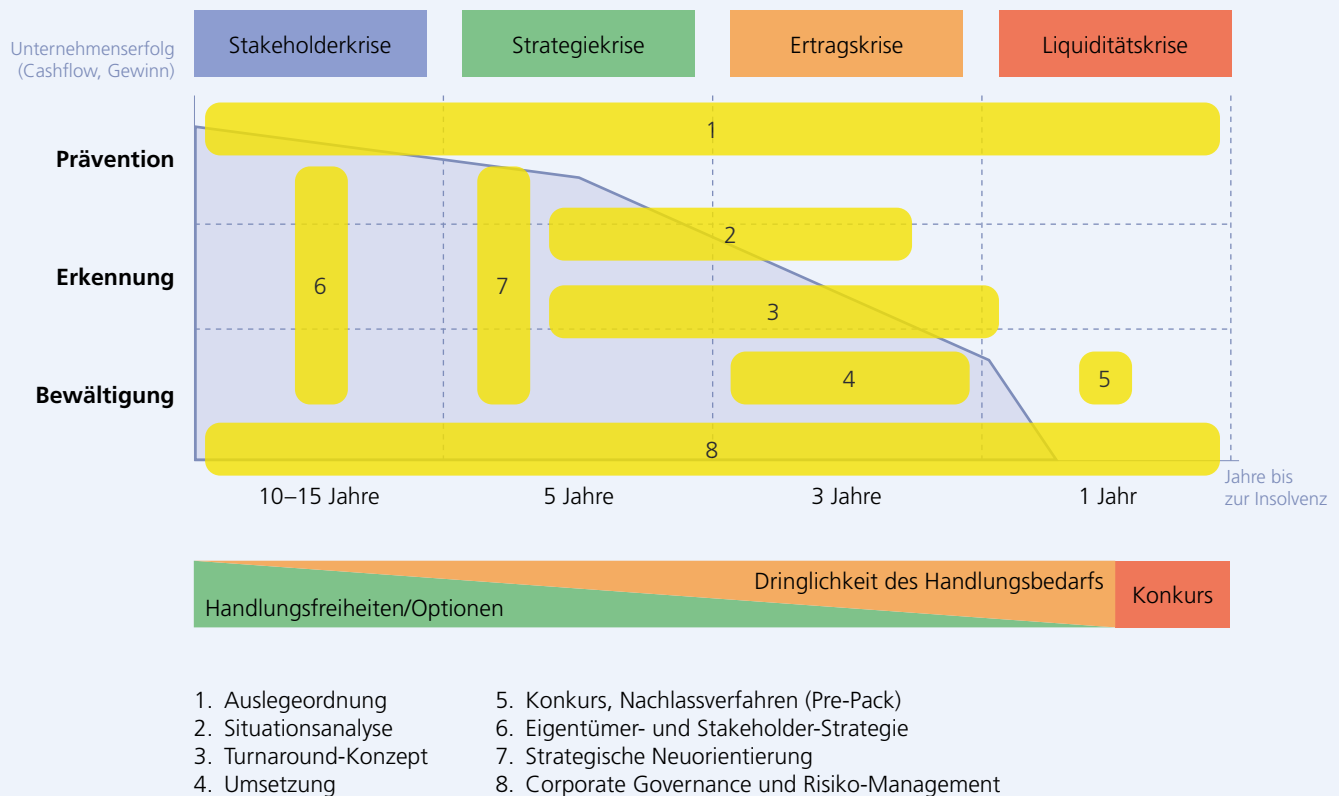 Unternehmenserfolg
(Cashflow, Gewinn)
Stakeholderkrise
Strategiekrise
Ertragskrise
Liquiditätskrise
1
Prävention
2
Erkennung
6
7
3
Bewältigung
4
5
8
10–15 Jahre
5 Jahre
3 Jahre
1 Jahr
Jahre bis
zur Insolvenz
Dringlichkeit des Handlungsbedarfs
Handlungsfreiheiten/Optionen
Konkurs
1. Auslegeordnung
2. Situationsanalyse
3. Turnaround-Konzept
4. Umsetzung
5. Konkurs, Nachlassverfahren (Pre-Pack)
6. Eigentümer- und Stakeholder-Strategie
7. Strategische Neuorientierung
8. Corporate Governance und Risiko-Management